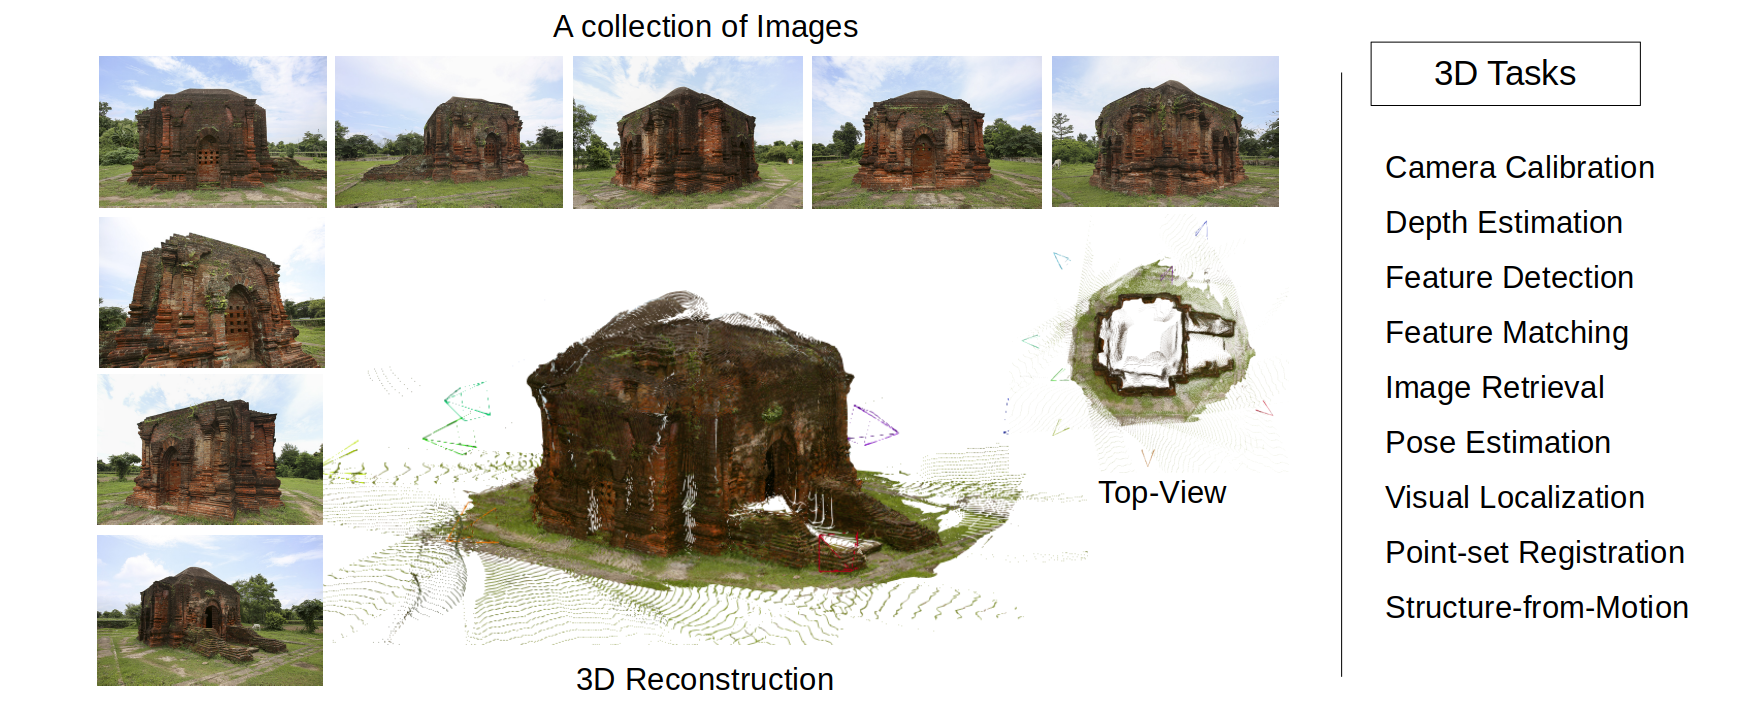 A collection of Images
3D Tasks
Camera Calibration
Depth Estimation
Feature Detection
Feature Matching
Image Retrieval
Pose Estimation
Visual Localization
Point-set Registration
Structure-from-Motion
Top-View
3D Reconstruction